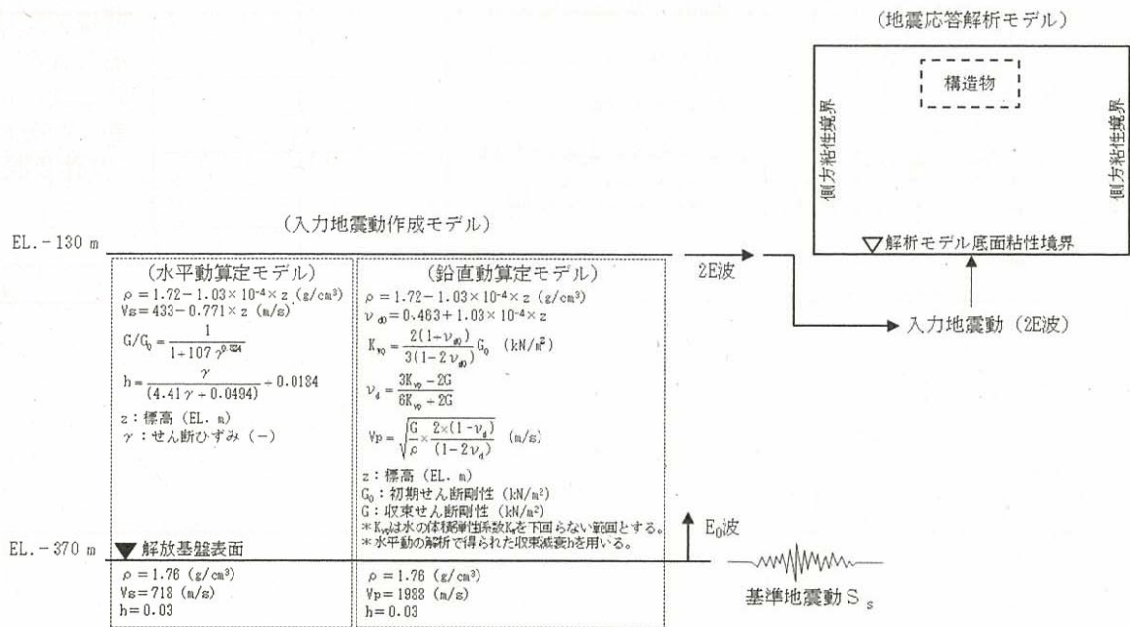 (地震応答解析モデル)
構造物
側方粘性境界
側方粘性境界
▽解析モデル底面粘性境界
(入力地震動作成モデル)
EL.-130 m
2E波
入力地震動 (2E波)
(水平動算定モデル)
ρ=1.72-1.03×10⁻⁴×z (g/cm³)
Vs=433-0.771×z (m/s)
G/G₀=1/(1+107γ^0.824)
h=γ/(4.41γ+0.0494)+0.0184
z:標高 (EL. m)
γ:せん断ひずみ (-)
(鉛直動算定モデル)
ρ=1.72-1.03×10⁻⁴×z (g/cm³)
ν_d0=0.463+1.03×10⁻⁴×z
K_v0=2(1+ν_d0)/3(1-2ν_d0) G₀ (kN/m²)
ν_d=(3K_v0-2G)/(6K_v0+2G)
Vp=√(G/ρ×2×(1-ν_d)/(1-2ν_d)) (m/s)
z:標高 (EL. m)
G₀:初期せん断剛性 (kN/m²)
G:収束せん断剛性 (kN/m²)
*K_v0は水の体積弾性係数K_fを下回らない範囲とする。
*水平動の解析で得られた収束減衰hを用いる。
E₀波
EL.-370 m
▼解放基盤表面
ρ=1.76 (g/cm³)
Vs=718 (m/s)
h=0.03
ρ=1.76 (g/cm³)
Vp=1988 (m/s)
h=0.03
基準地震動Sₛ